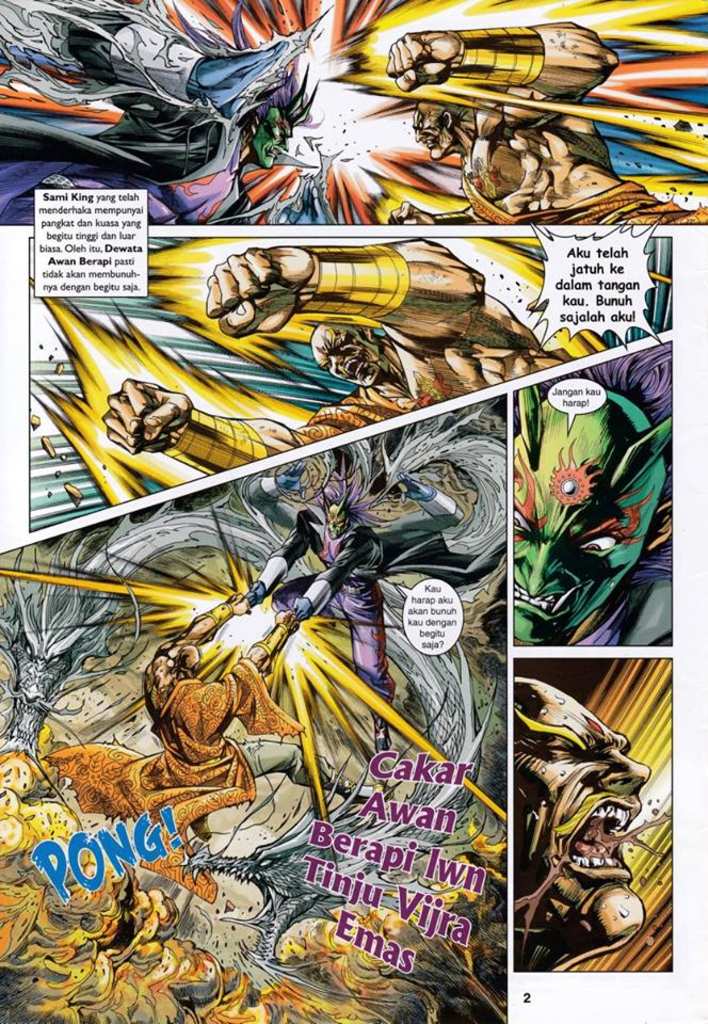 Sami King yang telah
menderhaka mempunyai
pangkat dan kuasa yang
begitu tinggi dan luar
biasa. Oleh itu, Dewata
Awan Berapi pasti
tidak akan membunuh-
nya dengan begitu saja.
Aku telah
jatuh ke
dalam tangan
kau. Bunuh
sajalah aku!
Jangan kau
harap!
Kau
harap aku
akan bunuh
kau dengan
begitu
saja?
Cakar
Awan
Berapi lwn
Tinju Vijra
Emas
PONG!
2